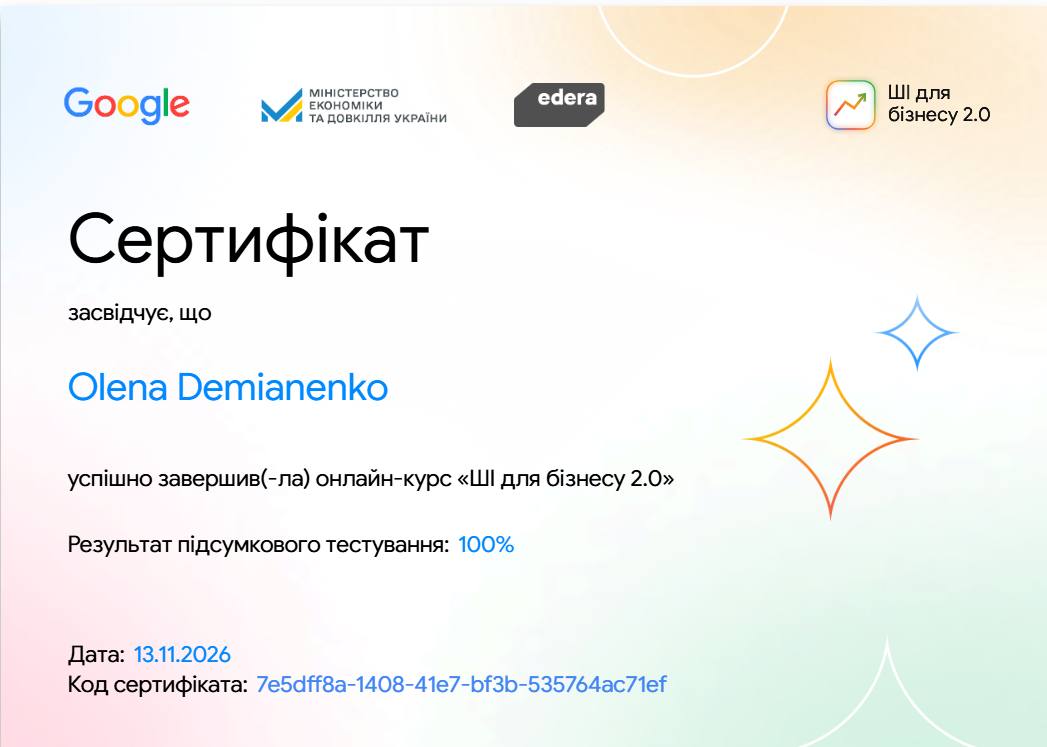 Google
МІНІСТЕРСТВО
ЕКОНОМІКИ
ТА ДОВКІЛЛЯ УКРАЇНИ
edera
ШІ для
бізнесу 2.0
Сертифікат
засвідчує, що
Olena Demianenko
успішно завершив(-ла) онлайн-курс «ШІ для бізнесу 2.0»
Результат підсумкового тестування: 100%
Дата: 13.11.2026
Код сертифіката: 7e5dff8a-1408-41e7-bf3b-535764ac71ef